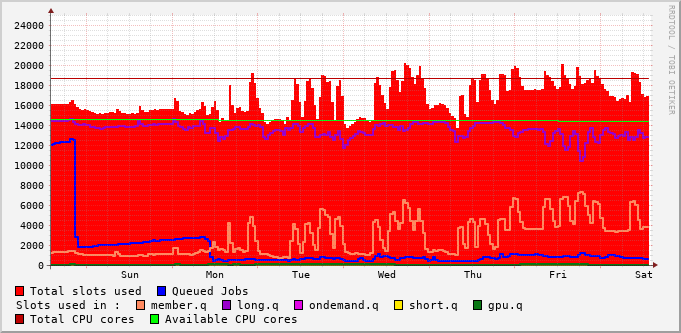 RRDTOOL / TOBI OETIKER
24000
22000
20000
18000
16000
14000
12000
10000
8000
6000
4000
2000
0
Sun Mon Tue Wed Thu Fri Sat
Total slots used Queued Jobs
Slots used in : member.q long.q ondemand.q short.q gpu.q
Total CPU cores Available CPU cores